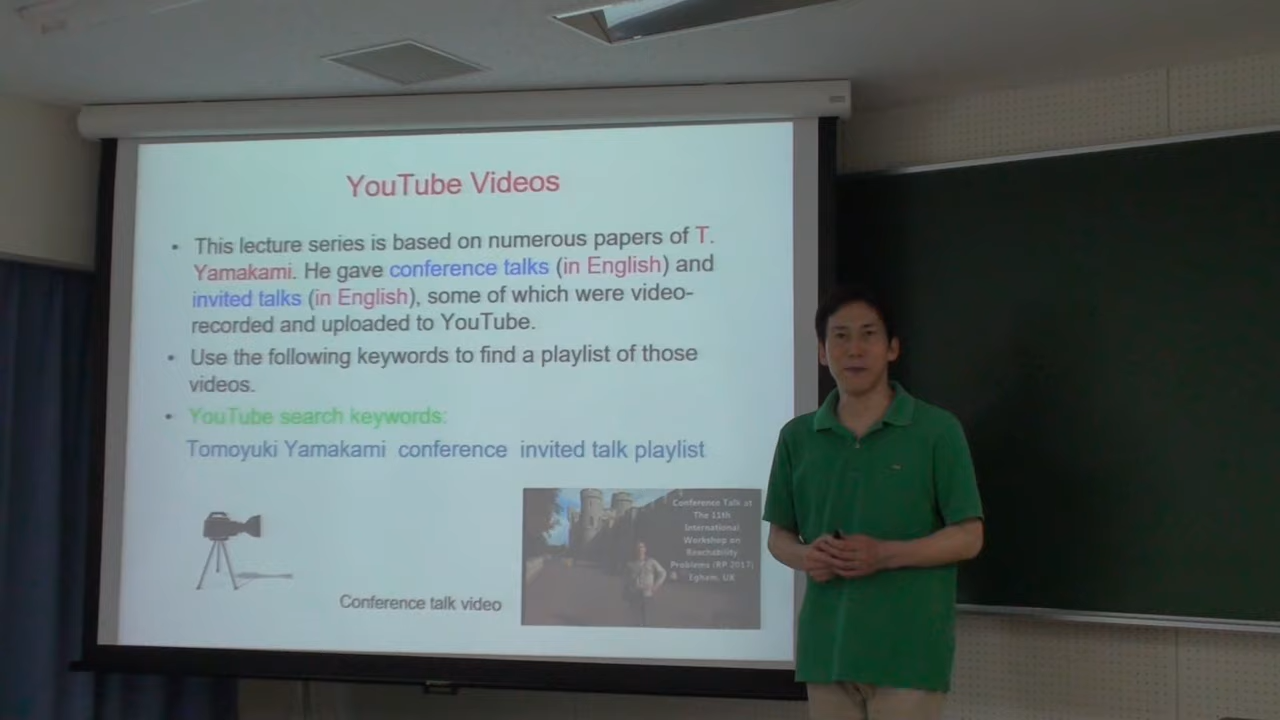 YouTube Videos
• This lecture series is based on numerous papers of T.
Yamakami. He gave conference talks (in English) and
invited talks (in English), some of which were video-
recorded and uploaded to YouTube.
• Use the following keywords to find a playlist of those
videos.
• YouTube search keywords:
Tomoyuki Yamakami conference invited talk playlist
Conference Talk at
The 11th
International
Workshop on
Reachability
Problems (RP 2017)
Egham, UK
Conference talk video